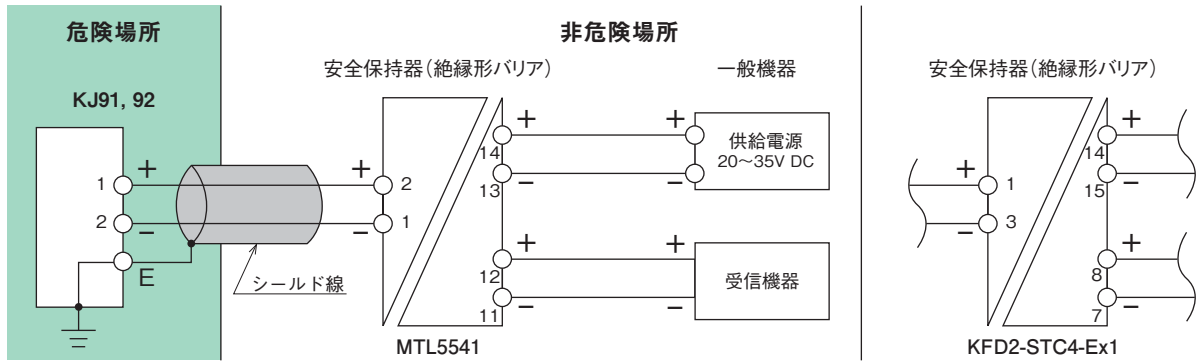 危険場所
非危険場所
安全保持器（絶縁形バリア）
一般機器
安全保持器（絶縁形バリア）
KJ91, 92
1
+
2
−
E
シールド線
+
2
−
1
+
14
−
13
+
12
−
11
+
−
供給電源
20～35V DC
+
−
受信機器
MTL5541
+
1
−
3
+
14
−
15
+
8
−
7
KFD2-STC4-Ex1